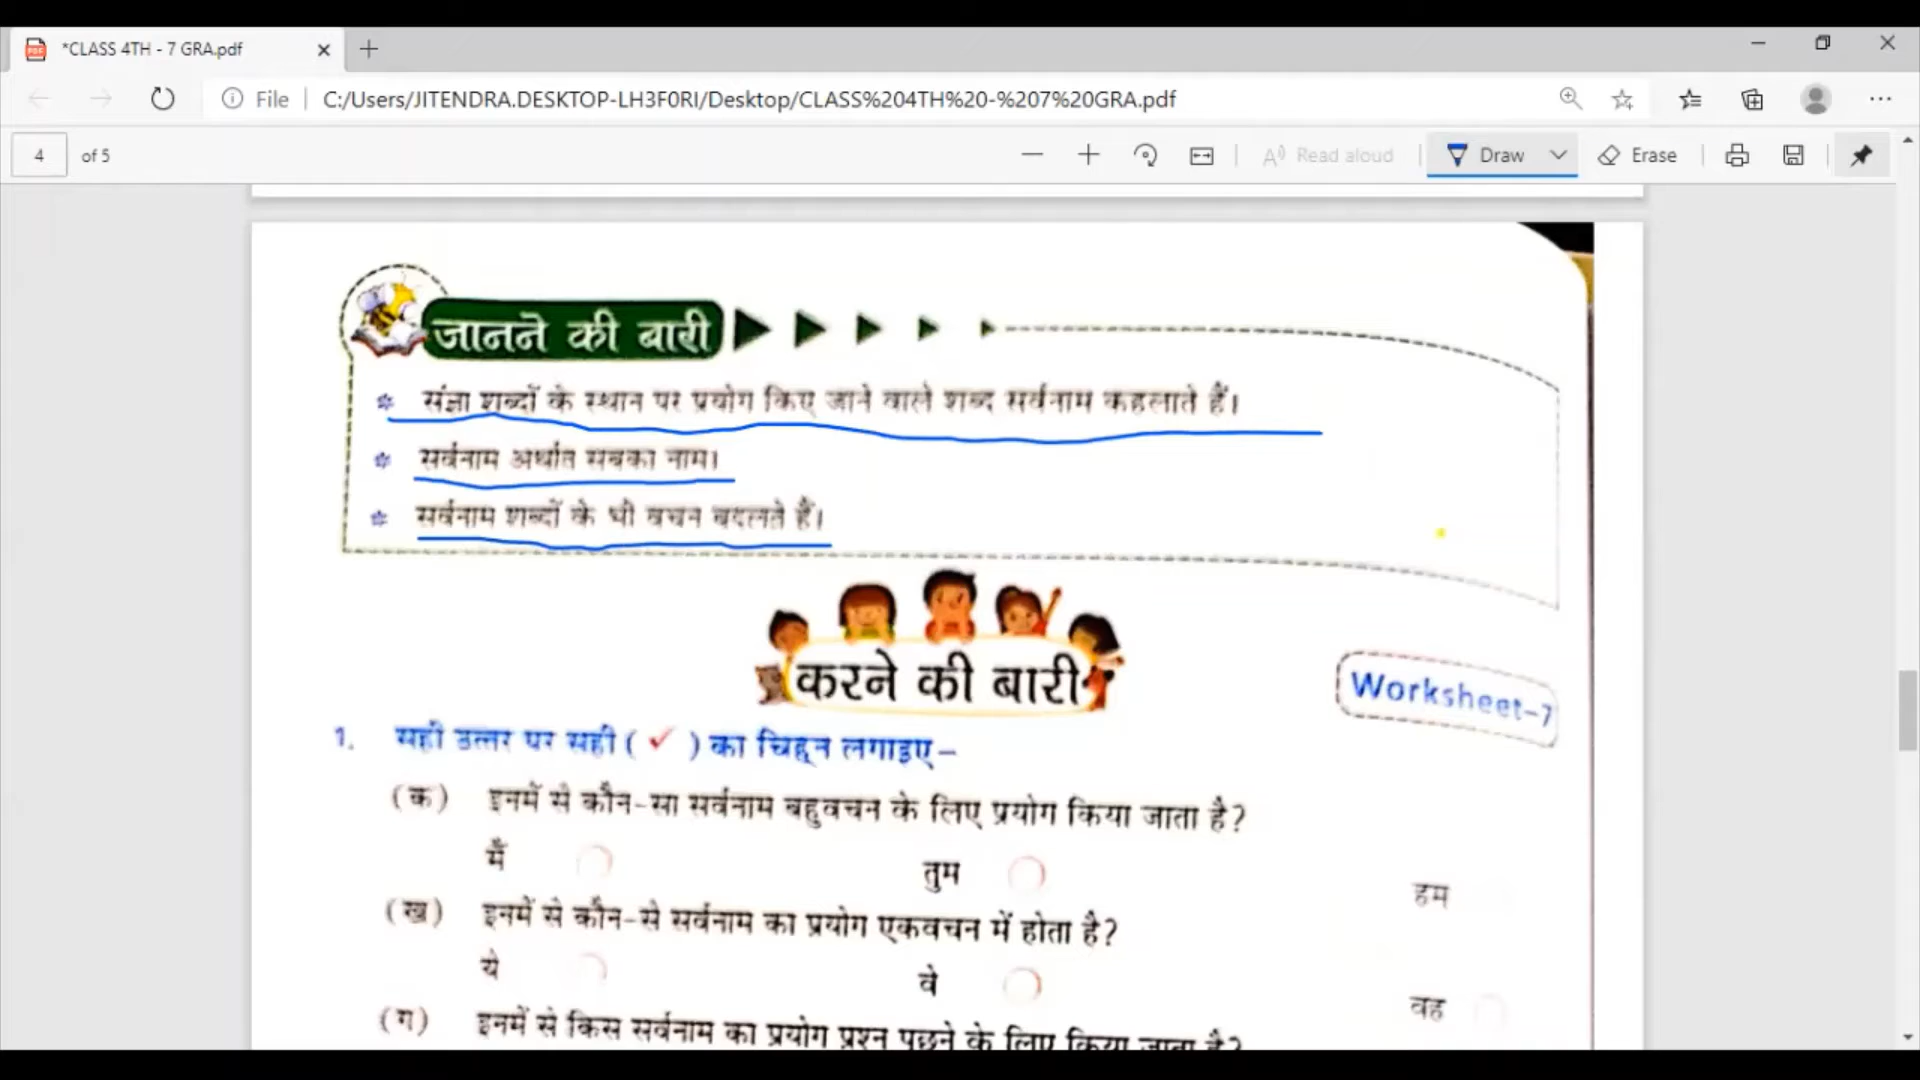 *CLASS 4TH - 7 GRA.pdf
File C:/Users/JITENDRA.DESKTOP-LH3F0RI/Desktop/CLASS%204TH%20-%207%20GRA.pdf
4 of 5 Read aloud Draw Erase
जानने की बारी
संज्ञा शब्दों के स्थान पर प्रयोग किए जाने वाले शब्द सर्वनाम कहलाते हैं।
सर्वनाम अर्थात सबका नाम।
सर्वनाम शब्दों के भी वचन बदलते हैं।
करने की बारी
Worksheet-7
1. सही उत्तर पर सही ( ✓ ) का चिह्न लगाइए–
(क) इनमें से कौन-सा सर्वनाम बहुवचन के लिए प्रयोग किया जाता है?
मैं तुम हम
(ख) इनमें से कौन-से सर्वनाम का प्रयोग एकवचन में होता है?
ये वे वह
(ग) इनमें से किस सर्वनाम का प्रयोग प्रश्न पूछने के लिए किया जाता है?